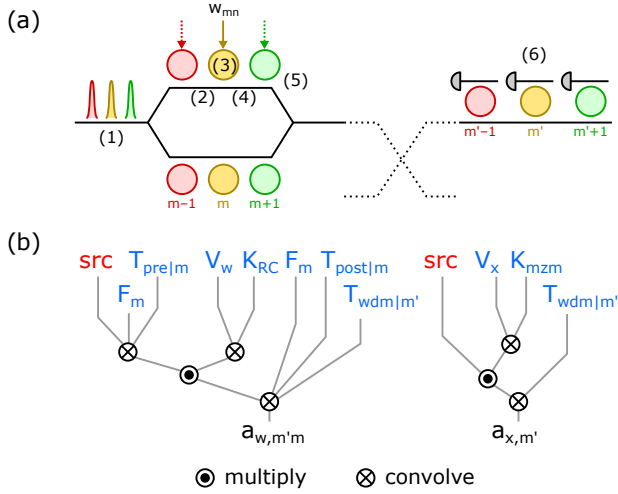 (a)
w_mn
(3)
(6)
(2) (4) (5)
(1)
m'−1 m' m'+1
m−1 m m+1
(b)
src T_pre|m V_w K_RC F_m T_post|m src V_x K_mzm
F_m T_wdm|m' T_wdm|m'
a_w,m'm a_x,m'
multiply convolve